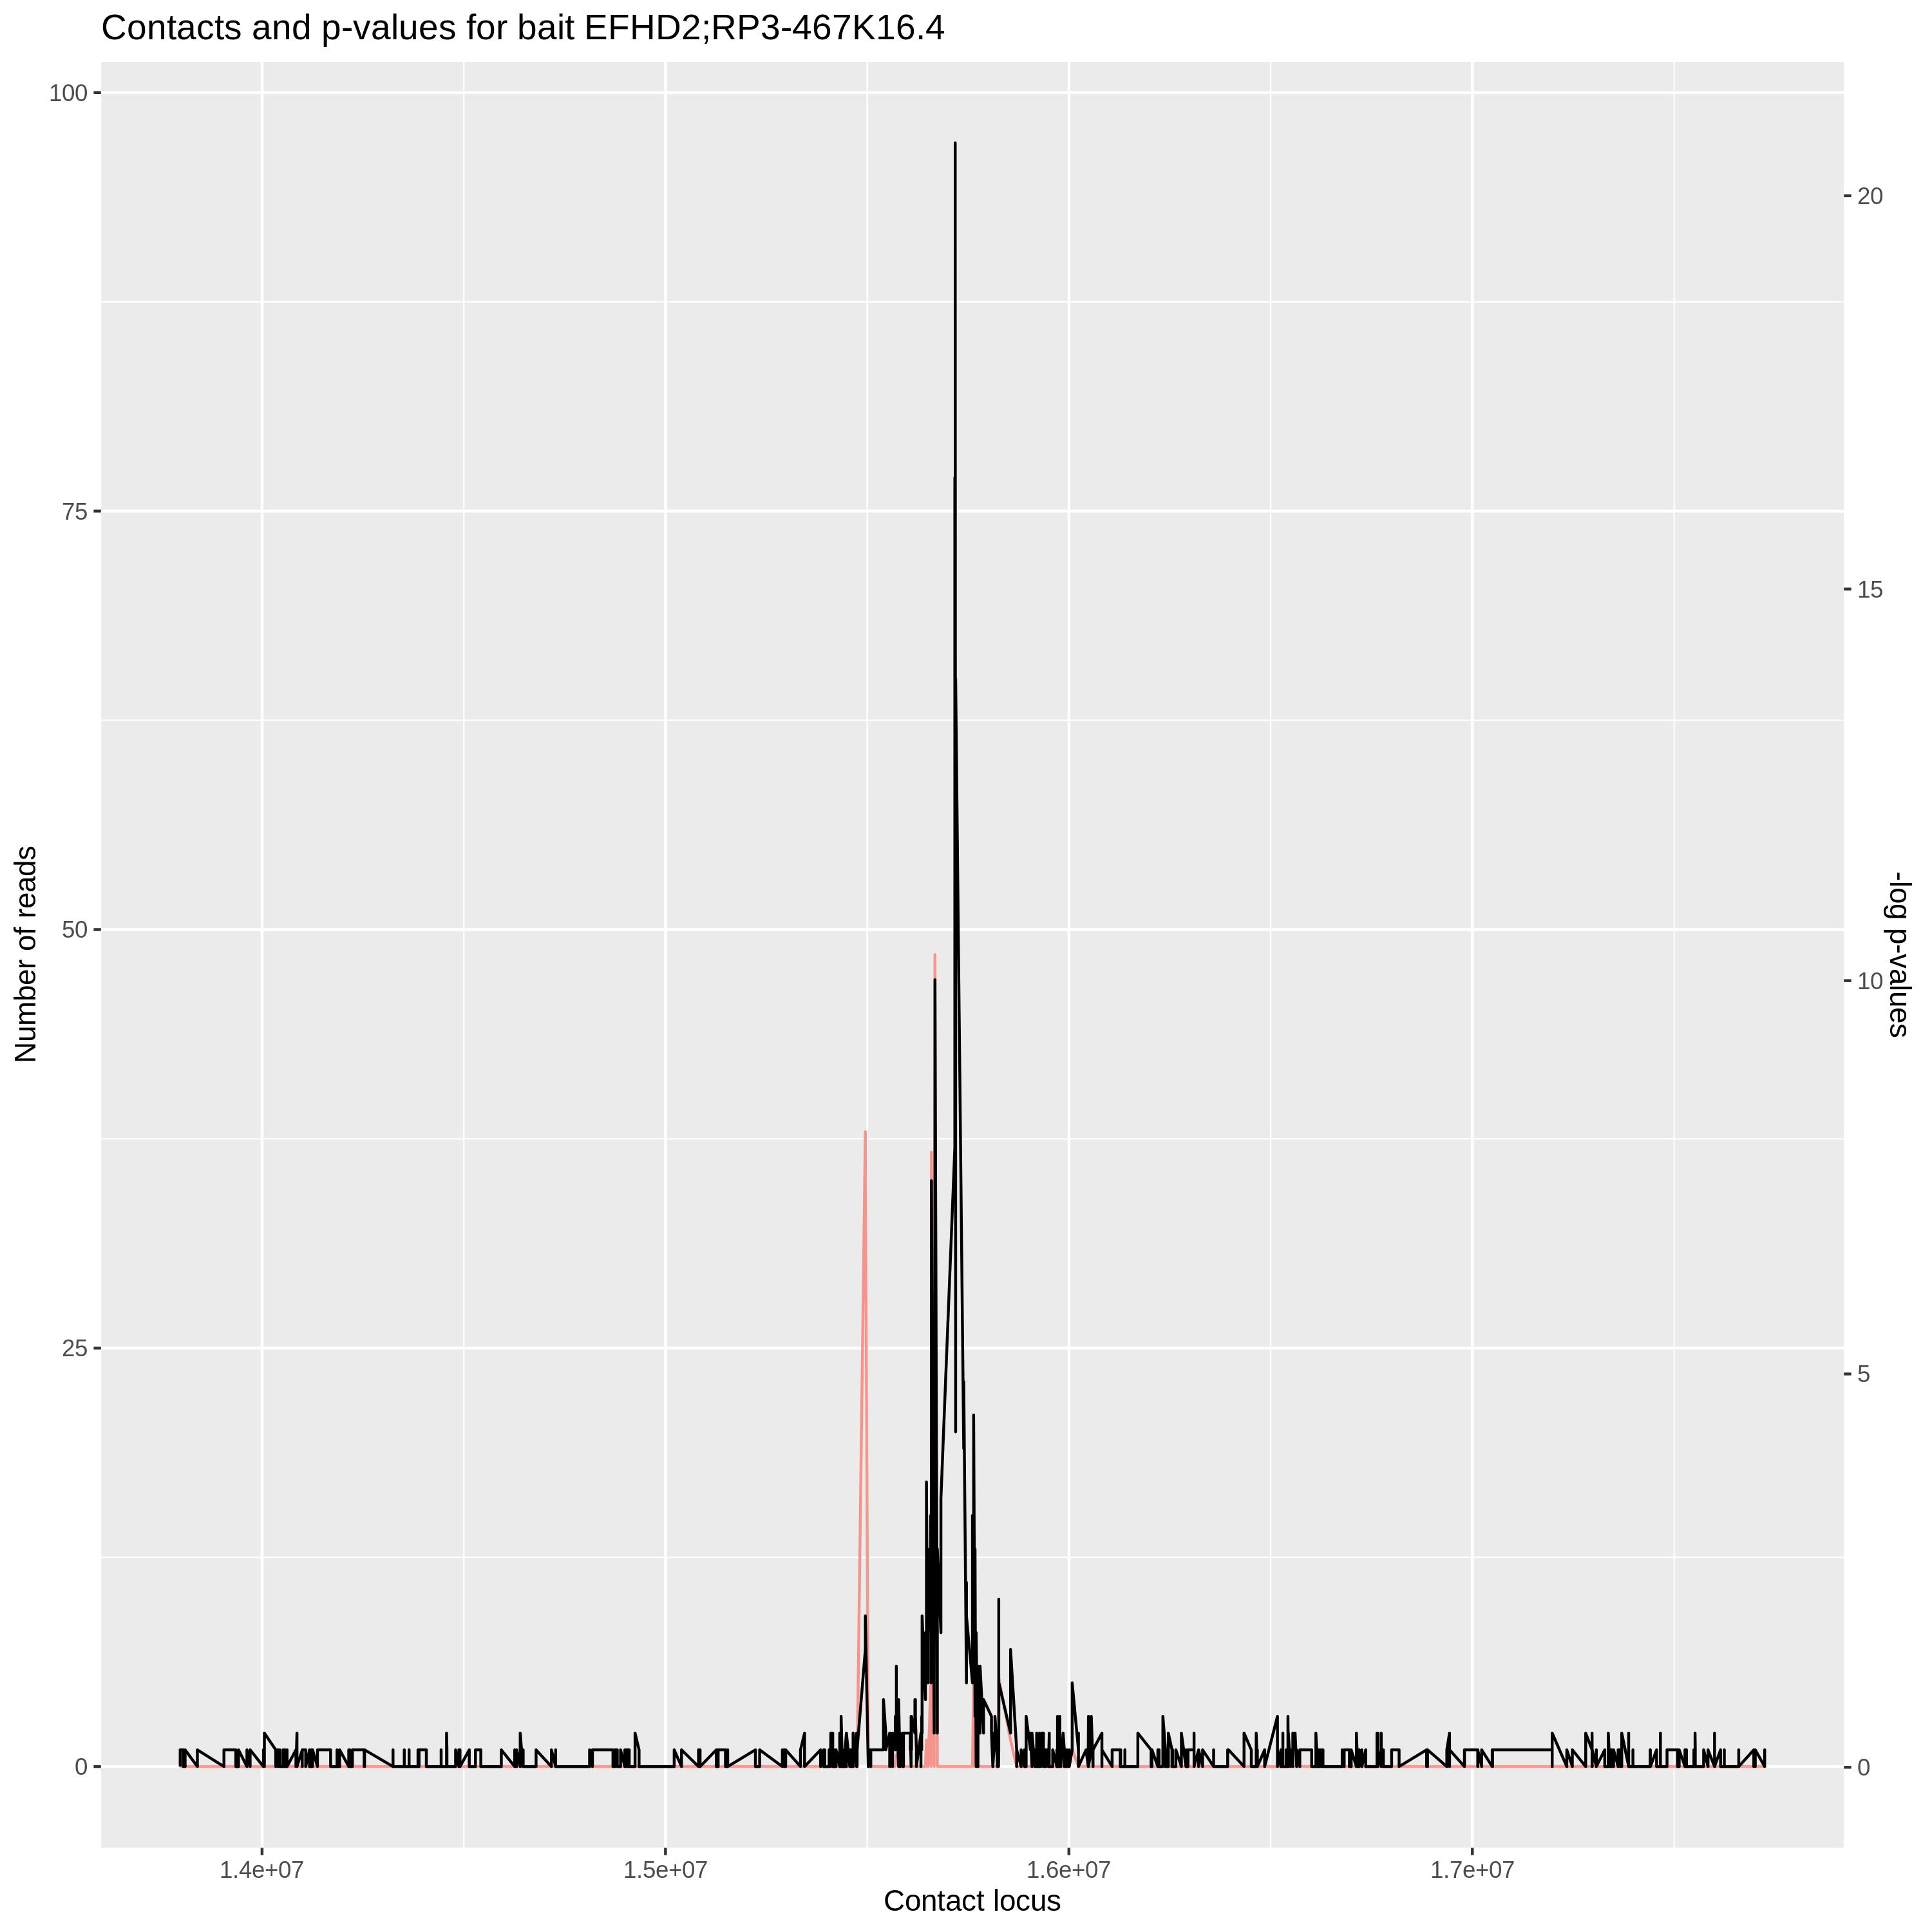 Contacts and p-values for bait EFHD2;RP3-467K16.4
100
75
50
25
0
Number of reads
20
15
10
5
0
-log p-values
1.4e+07
1.5e+07
1.6e+07
1.7e+07
Contact locus